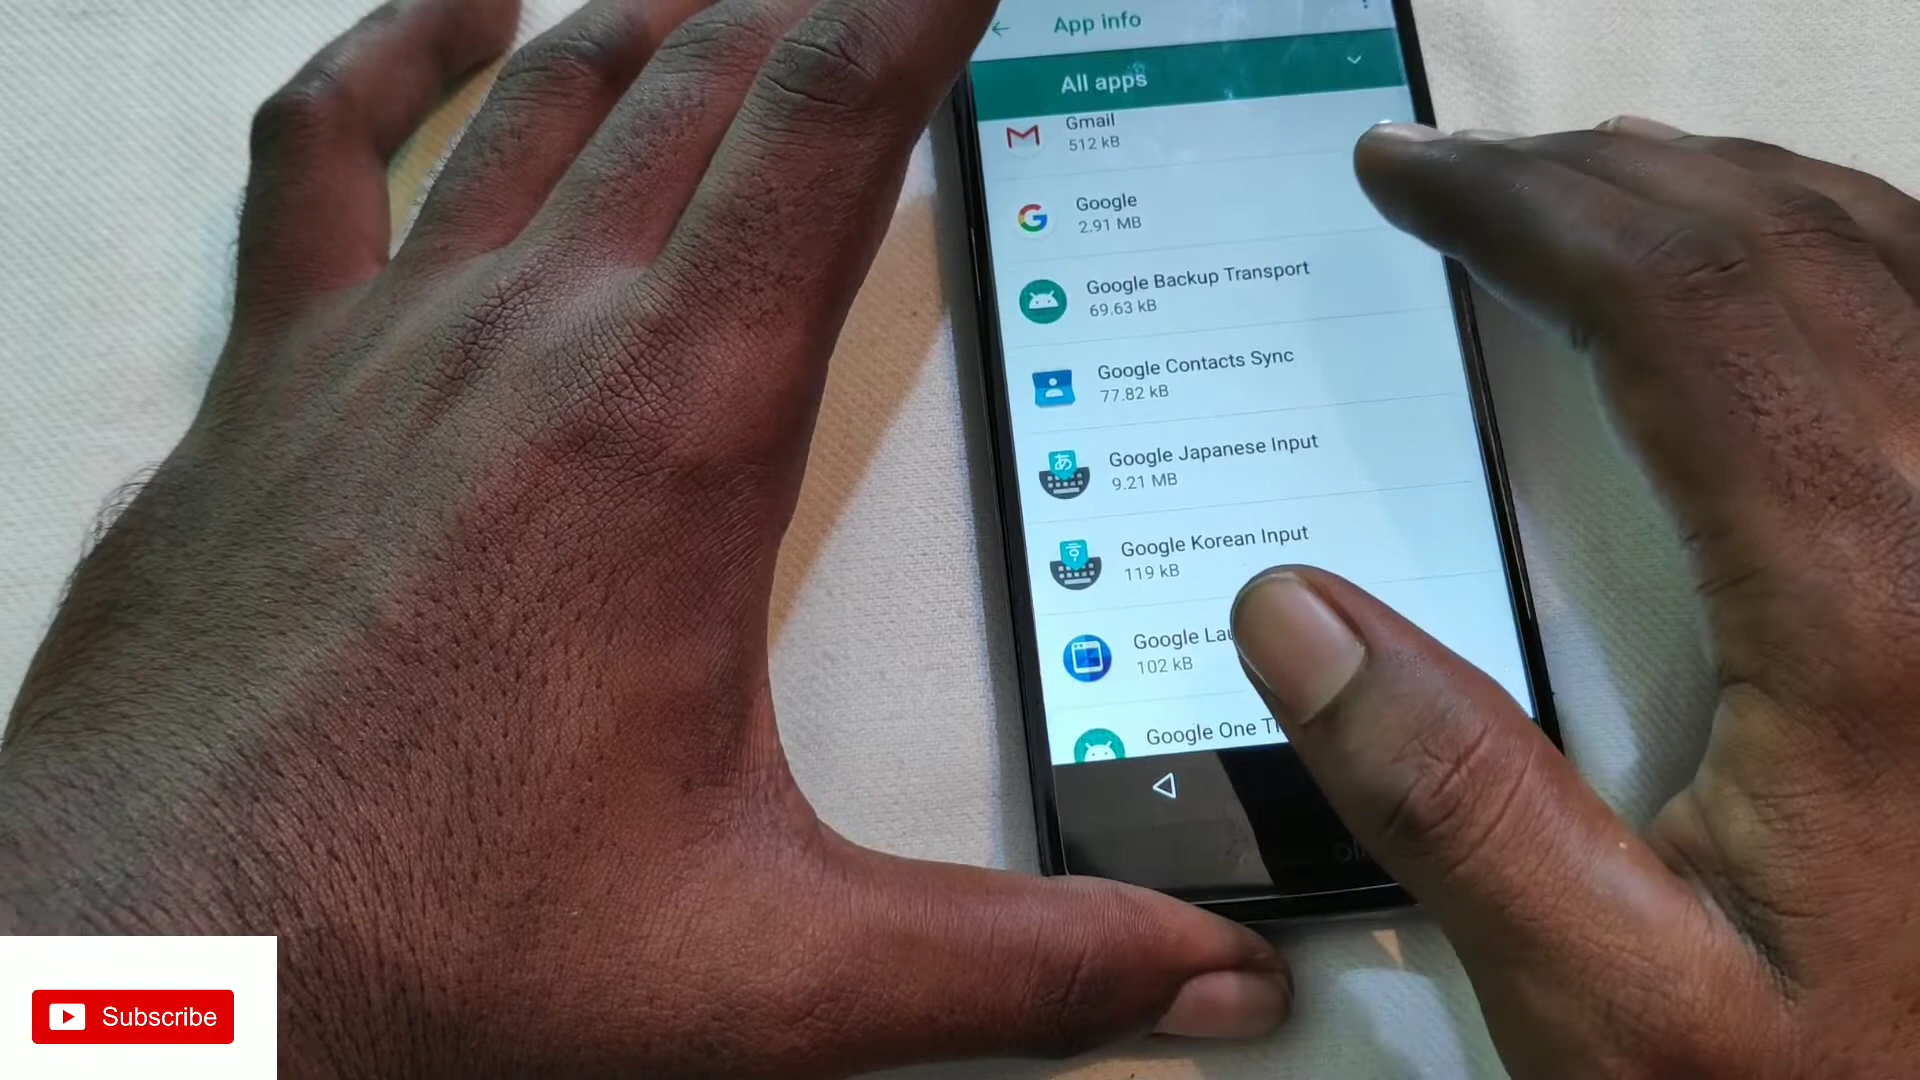 App info
All apps
Gmail
512 kB
Google
2.91 MB
Google Backup Transport
69.63 kB
Google Contacts Sync
77.82 kB
Google Japanese Input
9.21 MB
Google Korean Input
119 kB
Google
102 kB
Google One
Subscribe